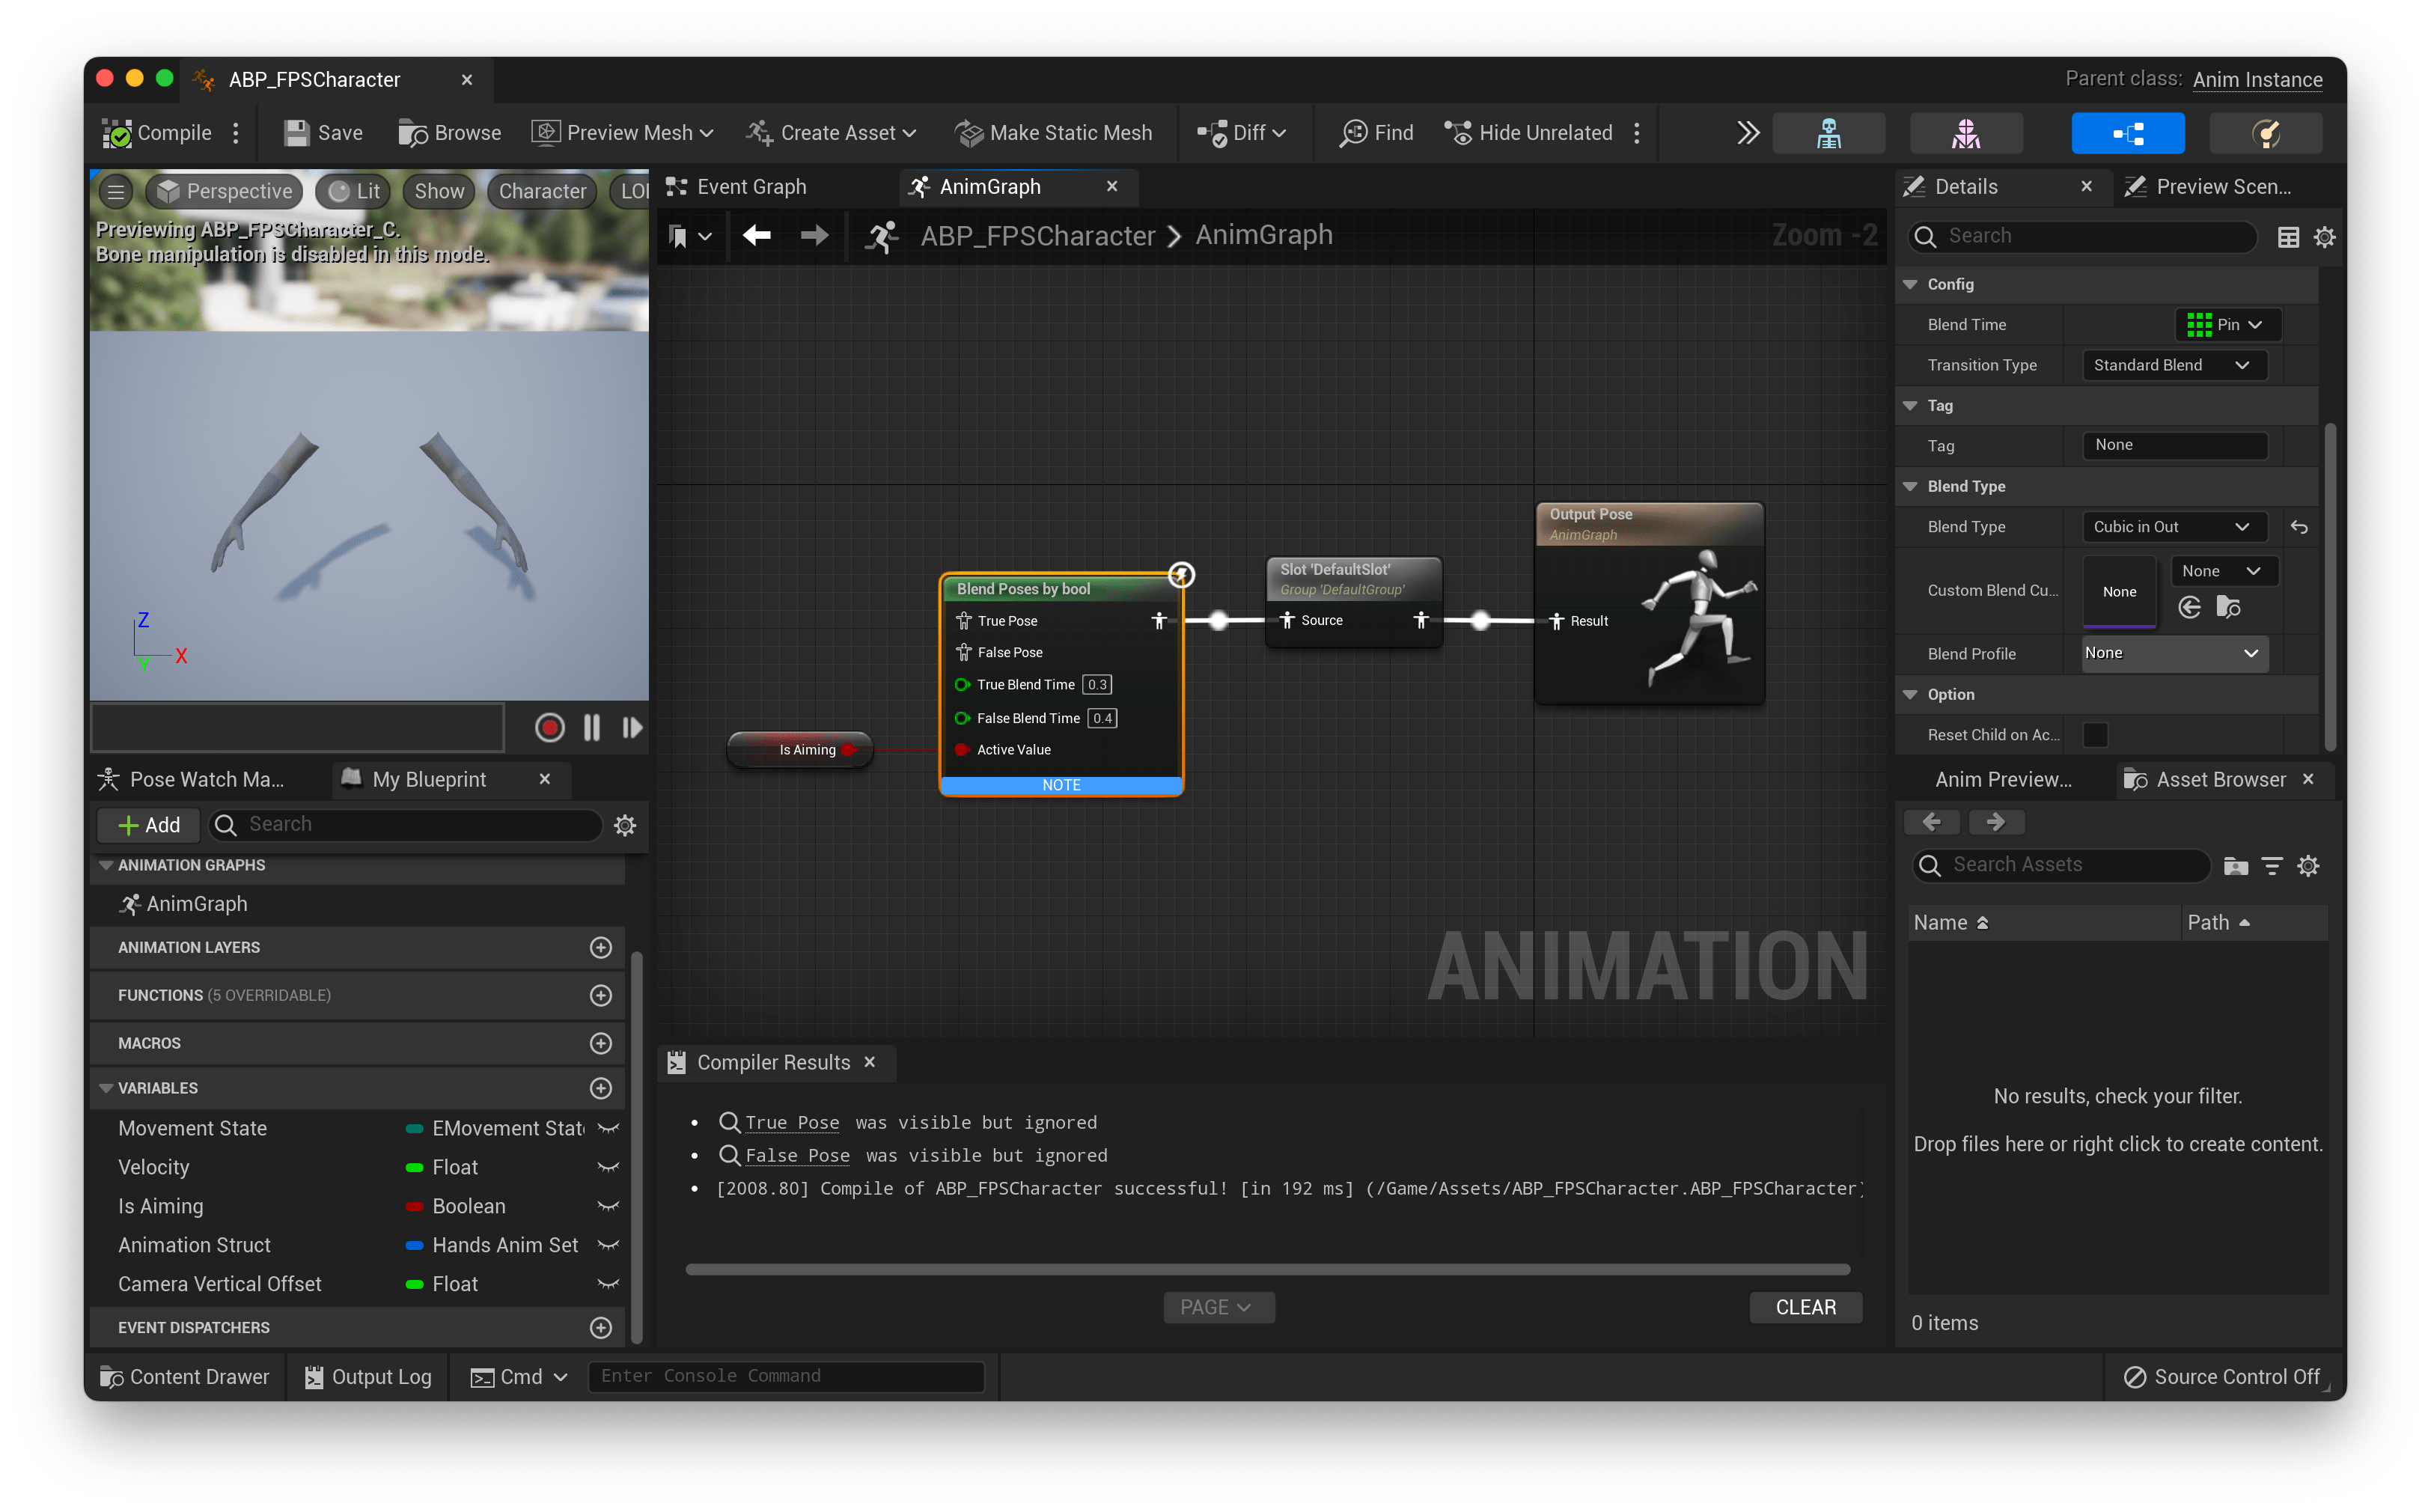 ABP_FPSCharacter
Parent class: Anim Instance
Compile
Save
Browse
Preview Mesh
Create Asset
Make Static Mesh
Diff
Find
Hide Unrelated
Perspective
Lit
Show
Character
LO
Previewing ABP_FPSCharacter_C.
Bone manipulation is disabled in this mode.
Z
X
Y
Event Graph
AnimGraph
ABP_FPSCharacter
AnimGraph
Zoom -2
Blend Poses by bool
True Pose
False Pose
True Blend Time 0.3
False Blend Time 0.4
Active Value
NOTE
Is Aiming
Slot 'DefaultSlot'
Group 'DefaultGroup'
Source
Output Pose
AnimGraph
Result
ANIMATION
Details
Preview Scen...
Search
Config
Blend Time Pin
Transition Type Standard Blend
Tag
Tag None
Blend Type
Blend Type Cubic in Out
Custom Blend Cu... None None
Blend Profile None
Option
Reset Child on Ac...
Pose Watch Ma...
My Blueprint
Add
Search
ANIMATION GRAPHS
AnimGraph
ANIMATION LAYERS
FUNCTIONS (5 OVERRIDABLE)
MACROS
VARIABLES
Movement State EMovement Stat
Velocity Float
Is Aiming Boolean
Animation Struct Hands Anim Set
Camera Vertical Offset Float
EVENT DISPATCHERS
Compiler Results
True Pose was visible but ignored
False Pose was visible but ignored
[2008.80] Compile of ABP_FPSCharacter successful! [in 192 ms] (/Game/Assets/ABP_FPSCharacter.ABP_FPSCharacter)
PAGE
CLEAR
Anim Preview...
Asset Browser
Search Assets
Name
Path
No results, check your filter.
Drop files here or right click to create content.
0 items
Content Drawer
Output Log
Cmd
Enter Console Command
Source Control Off